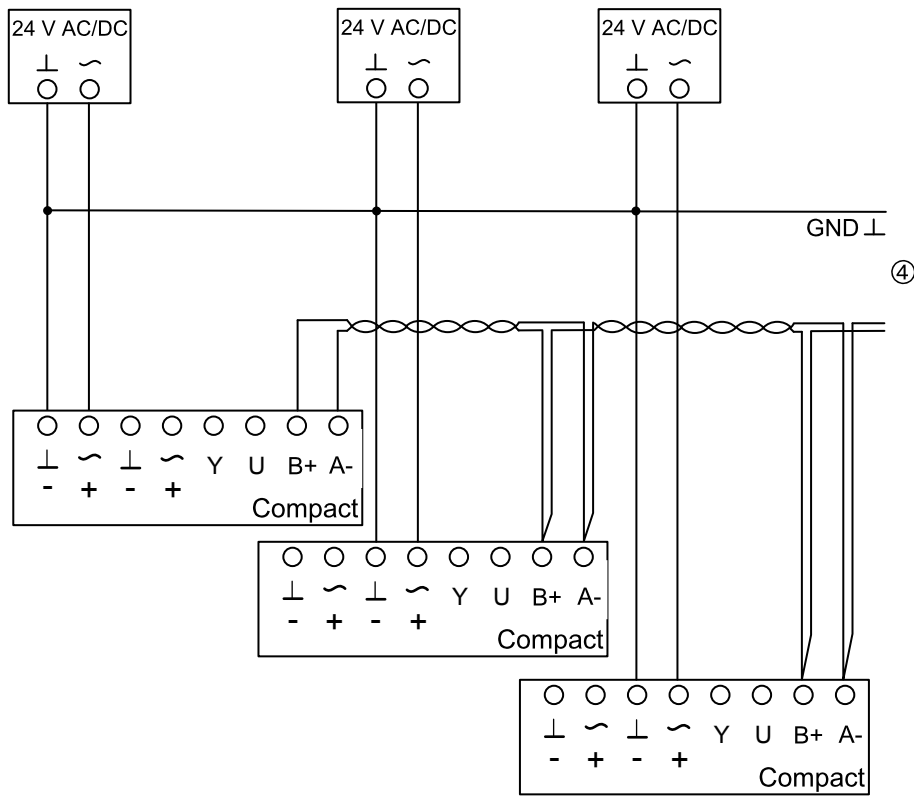 24 V AC/DC 24 V AC/DC 24 V AC/DC
⊥ ~ ⊥ ~ ⊥ ~
GND ⊥
④
⊥ ~ ⊥ ~ Y U B+ A-
- + - +
Compact
⊥ ~ ⊥ ~ Y U B+ A-
- + - +
Compact
⊥ ~ ⊥ ~ Y U B+ A-
- + - +
Compact